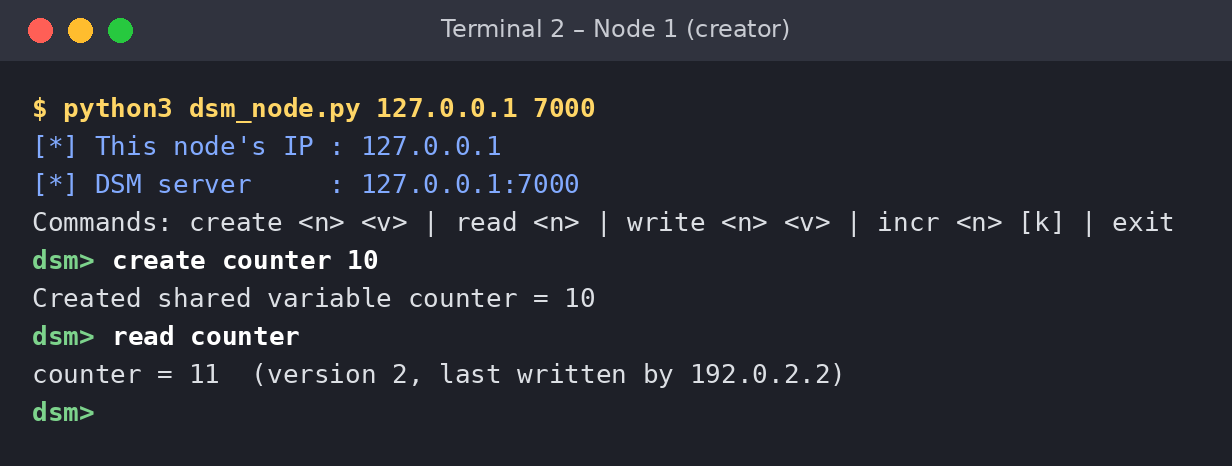 Terminal 2 – Node 1 (creator)
$ python3 dsm_node.py 127.0.0.1 7000
[*] This node's IP : 127.0.0.1
[*] DSM server     : 127.0.0.1:7000
Commands: create <n> <v> | read <n> | write <n> <v> | incr <n> [k] | exit
dsm> create counter 10
Created shared variable counter = 10
dsm> read counter
counter = 11  (version 2, last written by 192.0.2.2)
dsm>